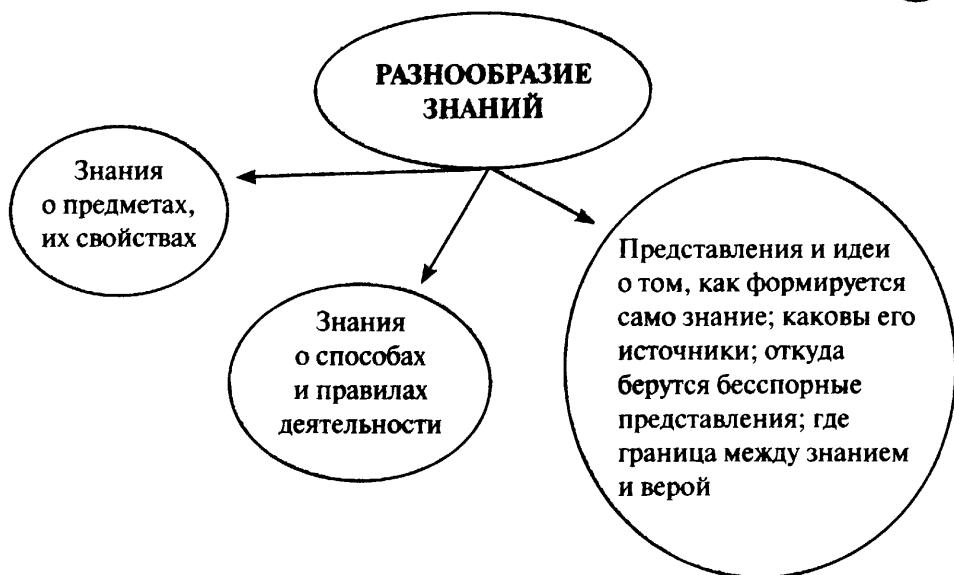 РАЗНООБРАЗИЕ
ЗНАНИЙ
Знания
о предметах,
их свойствах
Знания
о способах
и правилах
деятельности
Представления и идеи
о том, как формируется
само знание; каковы его
источники; откуда
берутся бесспорные
представления; где
граница между знанием
и верой